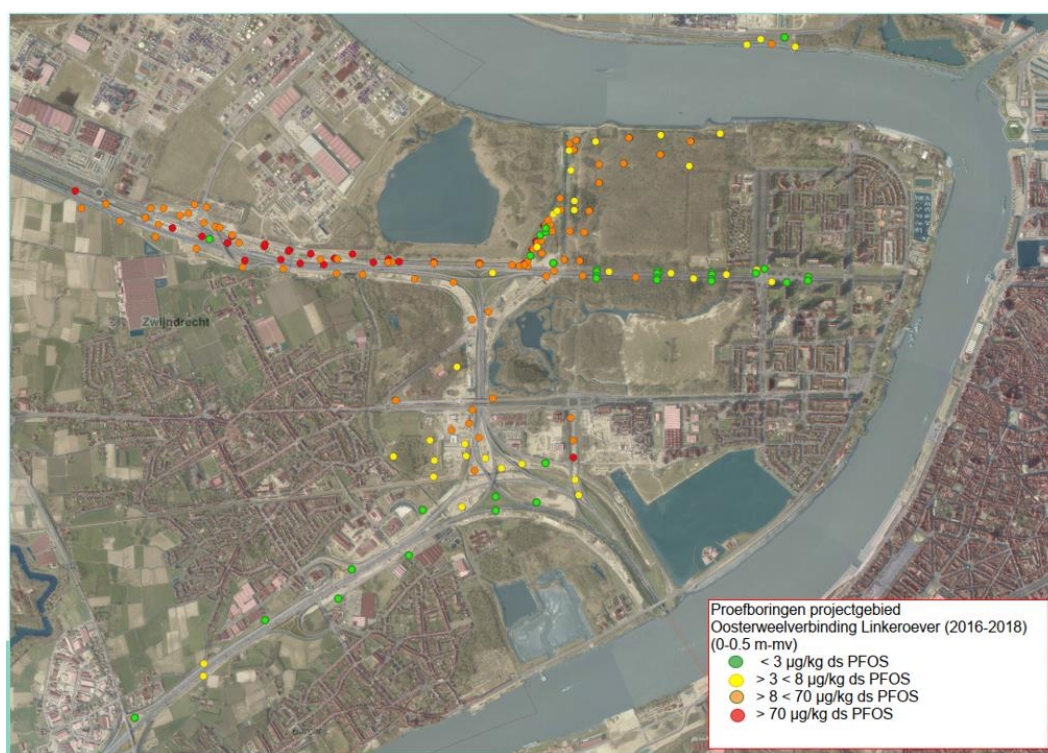 Zwijndrecht
Proefboringen projectgebied
Oosterweelverbinding Linkeroever (2016-2018)
(0-0.5 m-mv)
< 3 µg/kg ds PFOS
> 3 < 8 µg/kg ds PFOS
> 8 < 70 µg/kg ds PFOS
> 70 µg/kg ds PFOS